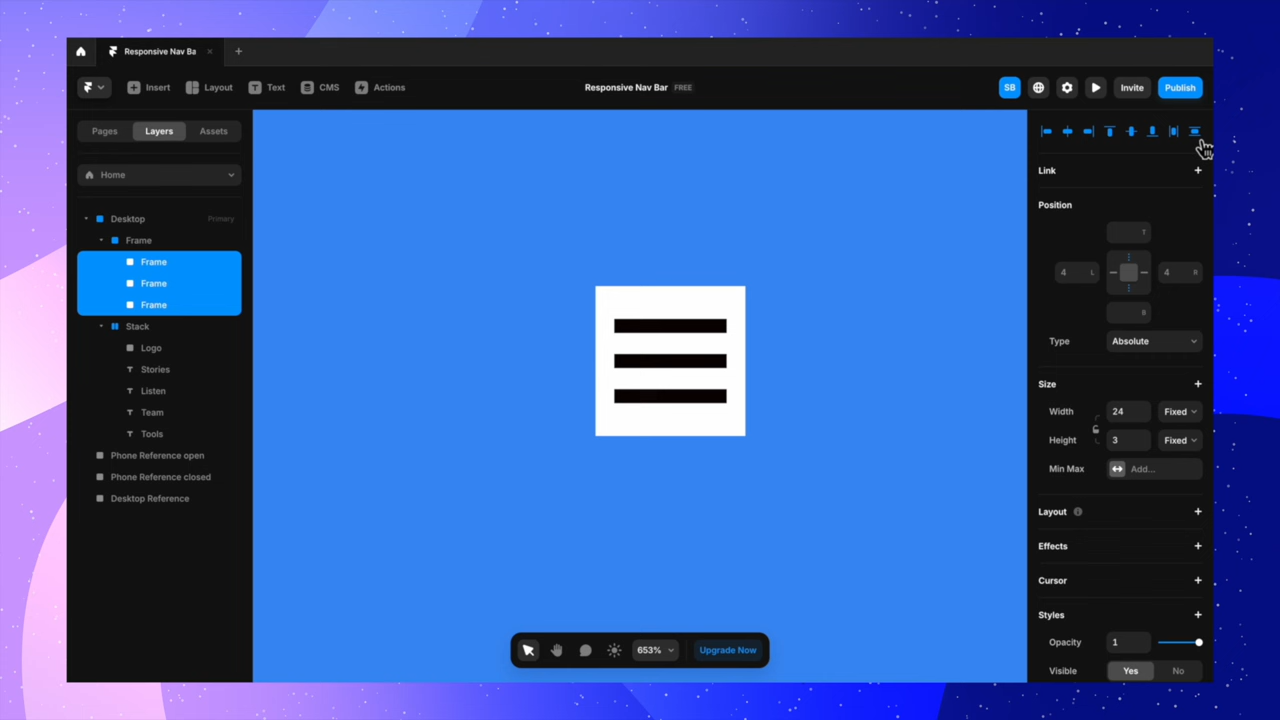 Responsive Nav Ba
Insert Layout Text CMS Actions
Responsive Nav Bar FREE
SB Invite Publish
Pages Layers Assets
Home
Desktop Primary
Frame
Frame
Frame
Frame
Stack
Logo
Stories
Listen
Team
Tools
Phone Reference open
Phone Reference closed
Desktop Reference
653% Upgrade Now
Link
Position
T
4 L 4 R
B
Type Absolute
Size
Width 24 Fixed
Height 3 Fixed
Min Max Add...
Layout
Effects
Cursor
Styles
Opacity 1
Visible Yes No